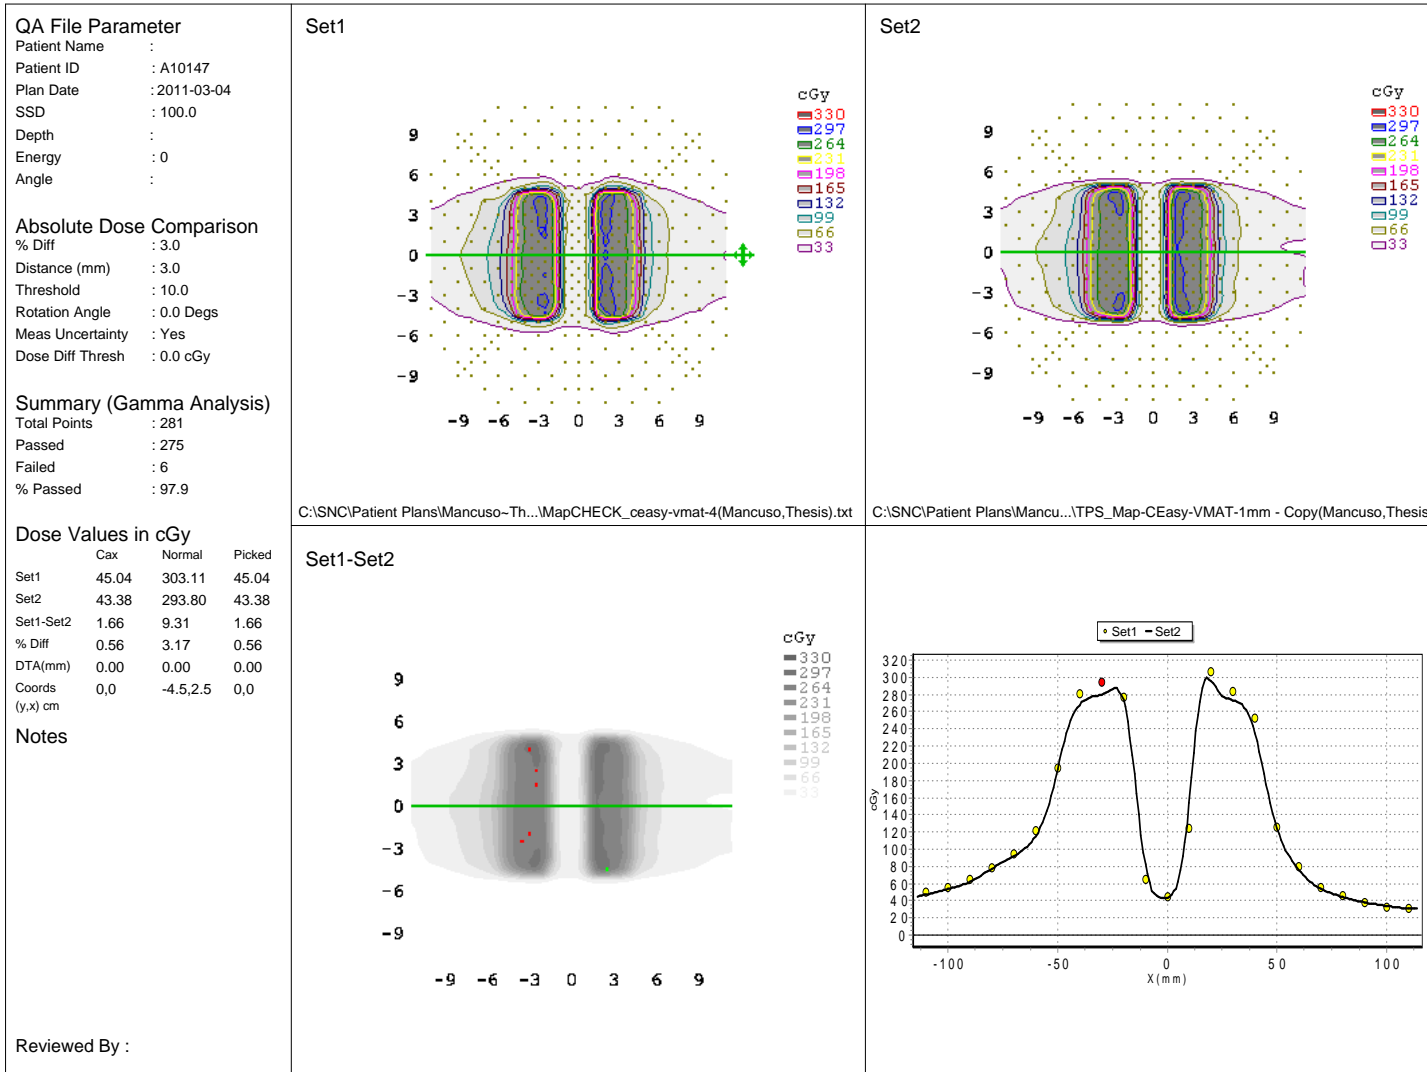 QA File Parameter
Patient Name :
Patient ID : A10147
Plan Date : 2011-03-04
SSD : 100.0
Depth :
Energy : 0
Angle :
Absolute Dose Comparison
% Diff : 3.0
Distance (mm) : 3.0
Threshold : 10.0
Rotation Angle : 0.0 Degs
Meas Uncertainty : Yes
Dose Diff Thresh : 0.0 cGy
Summary (Gamma Analysis)
Total Points : 281
Passed : 275
Failed : 6
% Passed : 97.9
Dose Values in cGy
Cax Normal Picked
Set1 45.04 303.11 45.04
Set2 43.38 293.80 43.38
Set1-Set2 1.66 9.31 1.66
% Diff 0.56 3.17 0.56
DTA(mm) 0.00 0.00 0.00
Coords 0,0 -4.5,2.5 0,0
(y,x) cm
Notes
Reviewed By :
Set1
cGy
330
297
264
231
198
165
132
99
66
33
9
6
3
0
-3
-6
-9
-9 -6 -3 0 3 6 9
C:\SNC\Patient Plans\Mancuso~Th...\MapCHECK_ceasy-vmat-4(Mancuso,Thesis).txt
Set2
cGy
330
297
264
231
198
165
132
99
66
33
9
6
3
0
-3
-6
-9
-9 -6 -3 0 3 6 9
C:\SNC\Patient Plans\Mancu...\TPS_Map-CEasy-VMAT-1mm - Copy(Mancuso,Thesis
Set1-Set2
cGy
330
297
264
231
198
165
132
99
66
33
9
6
3
0
-3
-6
-9
-9 -6 -3 0 3 6 9
Set1 Set2
320
300
280
260
240
220
200
180
160
140
120
100
80
60
40
20
0
cGy
-100 -50 0 50 100
X(mm)